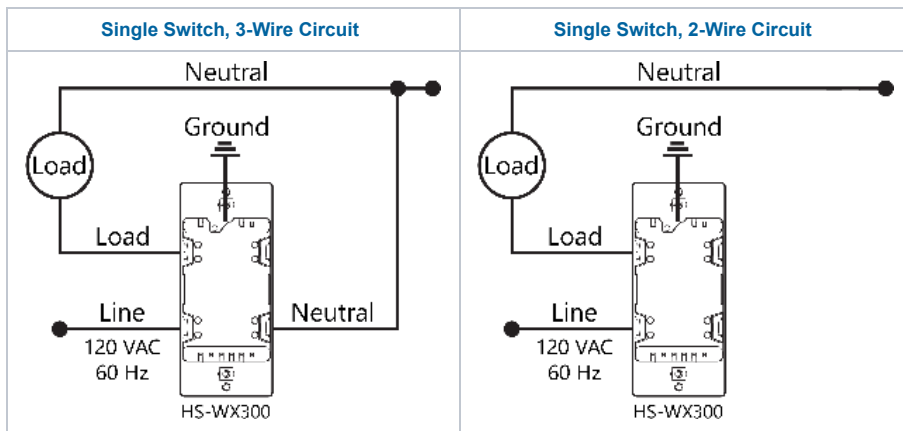 Single Switch, 3-Wire Circuit
Neutral
Ground
Load
Load
Line
Neutral
120 VAC
60 Hz
HS-WX300
Single Switch, 2-Wire Circuit
Neutral
Ground
Load
Load
Line
120 VAC
60 Hz
HS-WX300